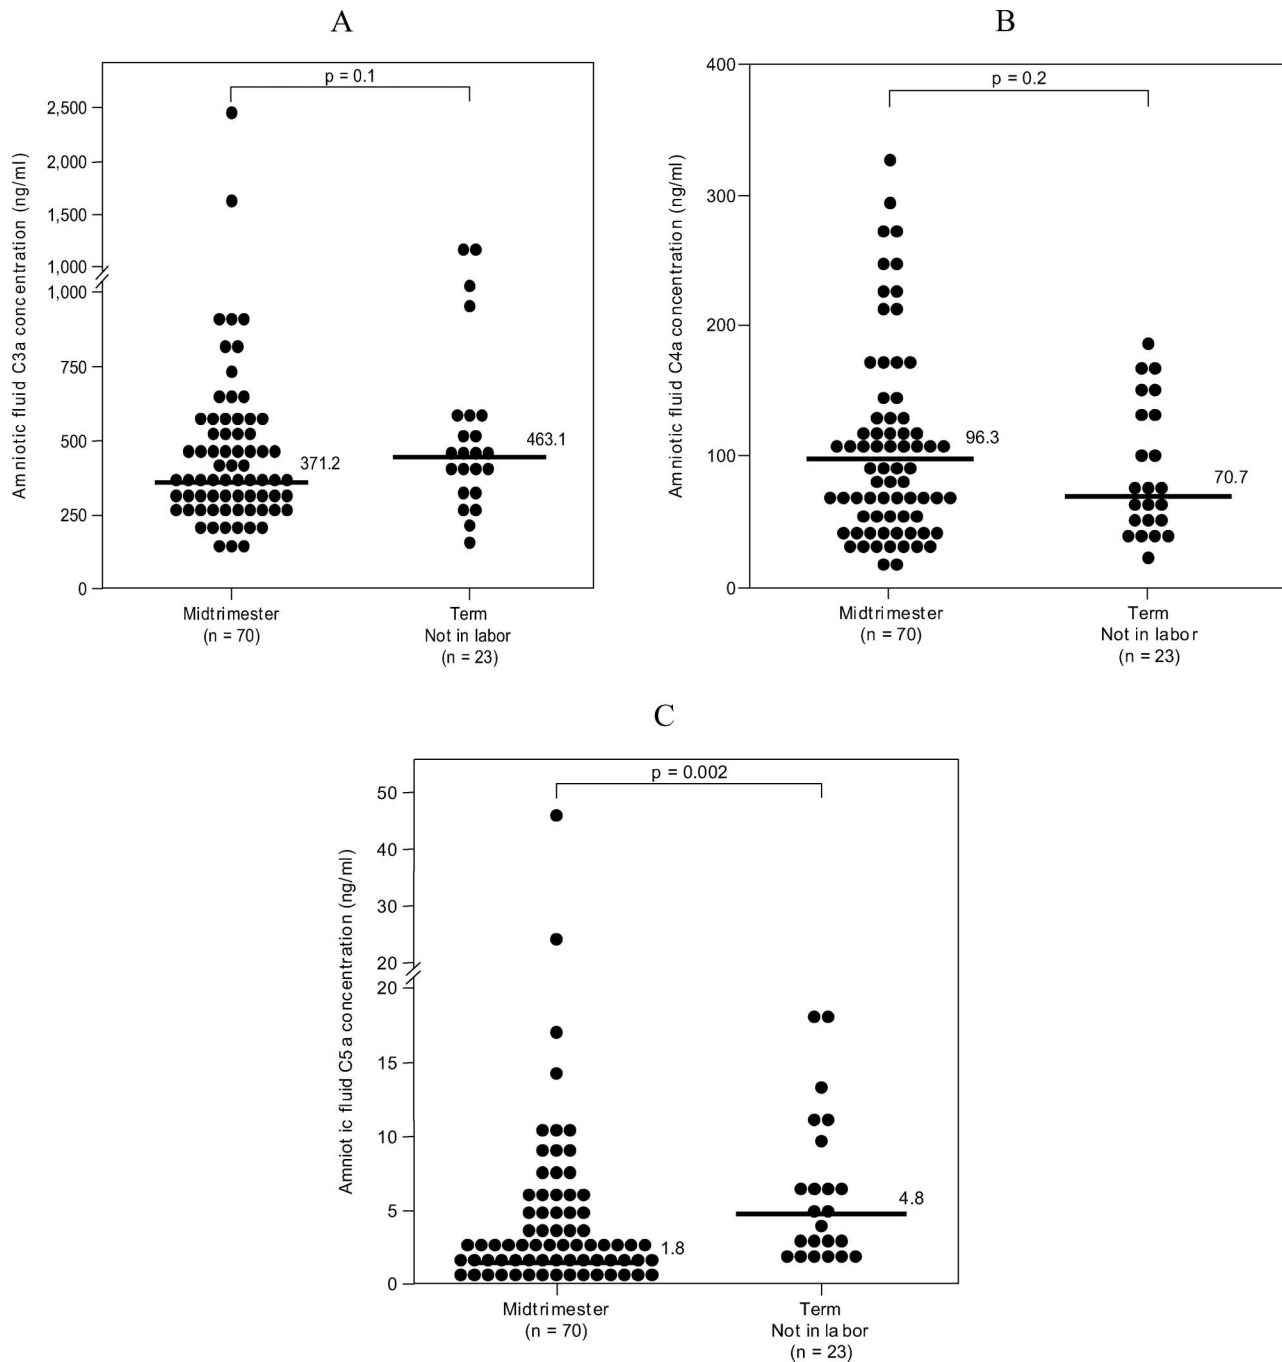 A
p = 0.1
Amniotic fluid C3a concentration (ng/ml)
2,500
2,000
1,500
1,000
1,000
750
500
250
0
371.2
463.1
Midtrimester
(n = 70)
Term
Not in labor
(n = 23)
B
p = 0.2
Amniotic fluid C4a concentration (ng/ml)
400
300
200
100
0
96.3
70.7
Midtrimester
(n = 70)
Term
Not in labor
(n = 23)
C
p = 0.002
Amniotic fluid C5a concentration (ng/ml)
50
40
30
20
20
15
10
5
0
1.8
4.8
Midtrimester
(n = 70)
Term
Not in labor
(n = 23)